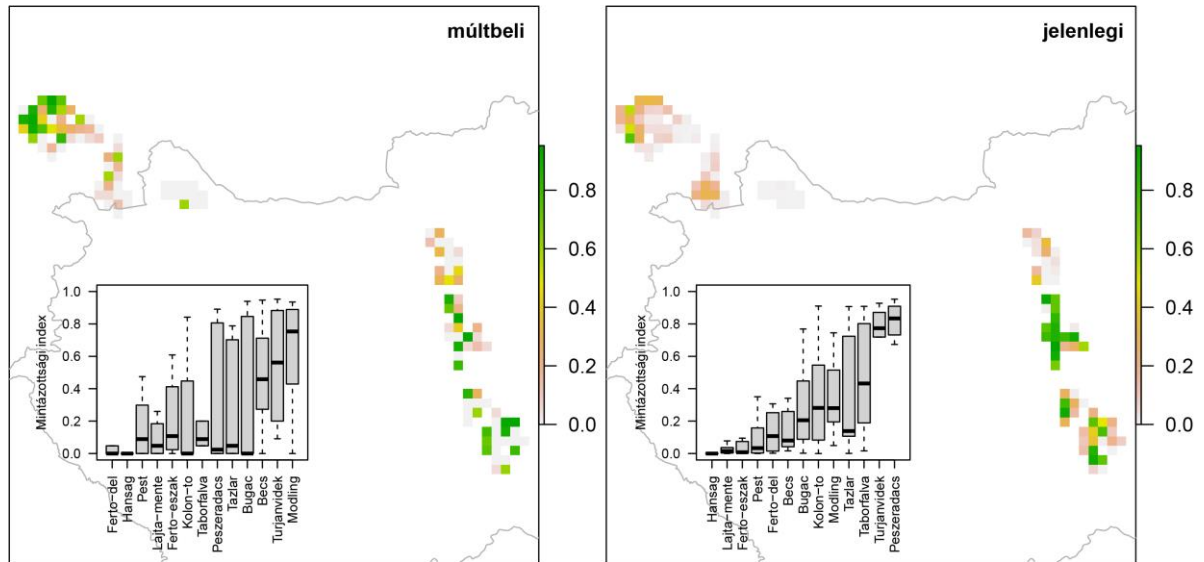 múltbeli
0.8
0.6
0.4
0.2
0.0
Mintázottsági index
1.0
0.8
0.6
0.4
0.2
0.0
Ferto-del
Hansag
Pest
Lajta-mente
Ferto-eszak
Kolon-to
Taborfalva
Peszeradacs
Tazlar
Bugac
Becs
Turjanvidek
Modling
jelenlegi
0.8
0.6
0.4
0.2
0.0
Mintázottsági index
1.0
0.8
0.6
0.4
0.2
0.0
Hansag
Lajta-mente
Ferto-eszak
Pest
Ferto-del
Becs
Bugac
Kolon-to
Modling
Tazlar
Taborfalva
Turjanvidek
Peszeradacs